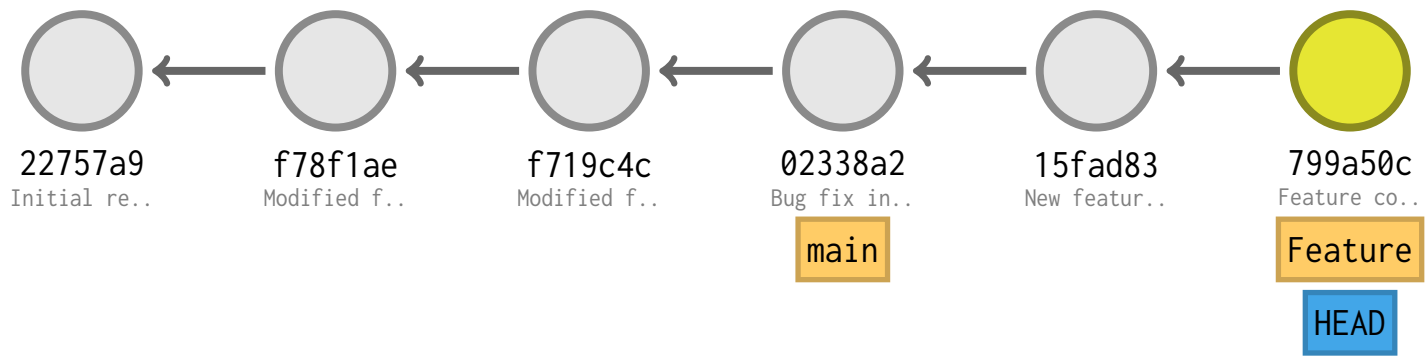 22757a9 f78f1ae f719c4c 02338a2 15fad83 799a50c
Initial re.. Modified f.. Modified f.. Bug fix in.. New featur.. Feature co..
main Feature
HEAD